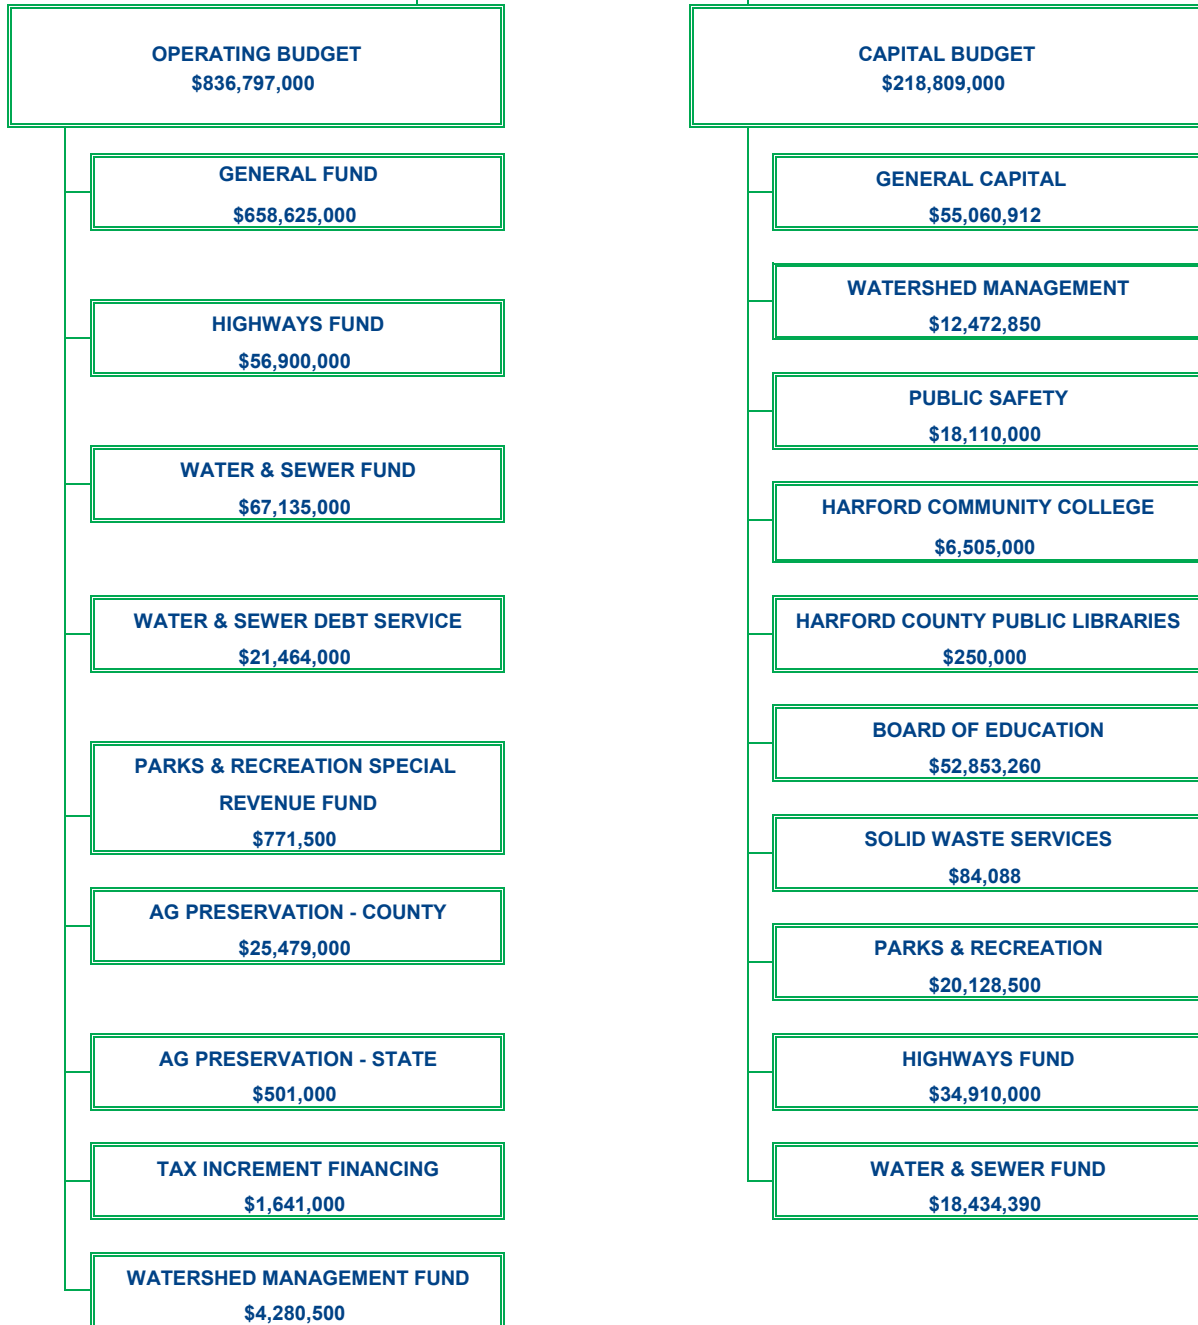 OPERATING BUDGET
$836,797,000
GENERAL FUND
$658,625,000
HIGHWAYS FUND
$56,900,000
WATER & SEWER FUND
$67,135,000
WATER & SEWER DEBT SERVICE
$21,464,000
PARKS & RECREATION SPECIAL
REVENUE FUND
$771,500
AG PRESERVATION - COUNTY
$25,479,000
AG PRESERVATION - STATE
$501,000
TAX INCREMENT FINANCING
$1,641,000
WATERSHED MANAGEMENT FUND
$4,280,500
CAPITAL BUDGET
$218,809,000
GENERAL CAPITAL
$55,060,912
WATERSHED MANAGEMENT
$12,472,850
PUBLIC SAFETY
$18,110,000
HARFORD COMMUNITY COLLEGE
$6,505,000
HARFORD COUNTY PUBLIC LIBRARIES
$250,000
BOARD OF EDUCATION
$52,853,260
SOLID WASTE SERVICES
$84,088
PARKS & RECREATION
$20,128,500
HIGHWAYS FUND
$34,910,000
WATER & SEWER FUND
$18,434,390